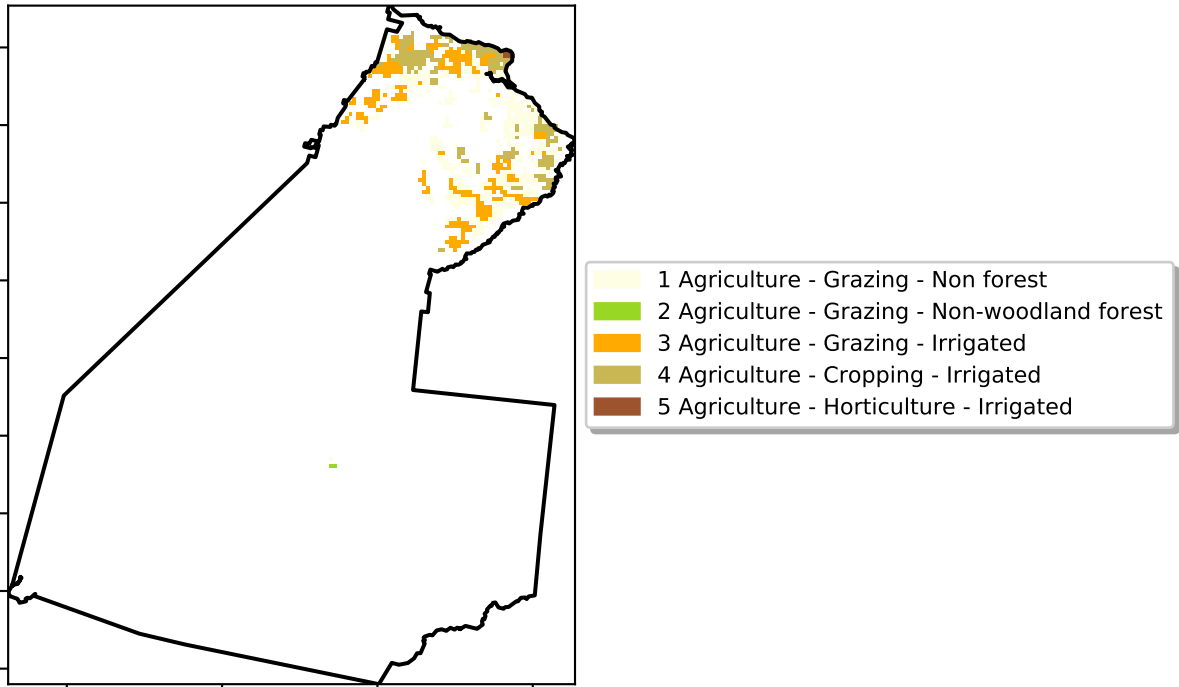 1 Agriculture - Grazing - Non forest
2 Agriculture - Grazing - Non-woodland forest
3 Agriculture - Grazing - Irrigated
4 Agriculture - Cropping - Irrigated
5 Agriculture - Horticulture - Irrigated